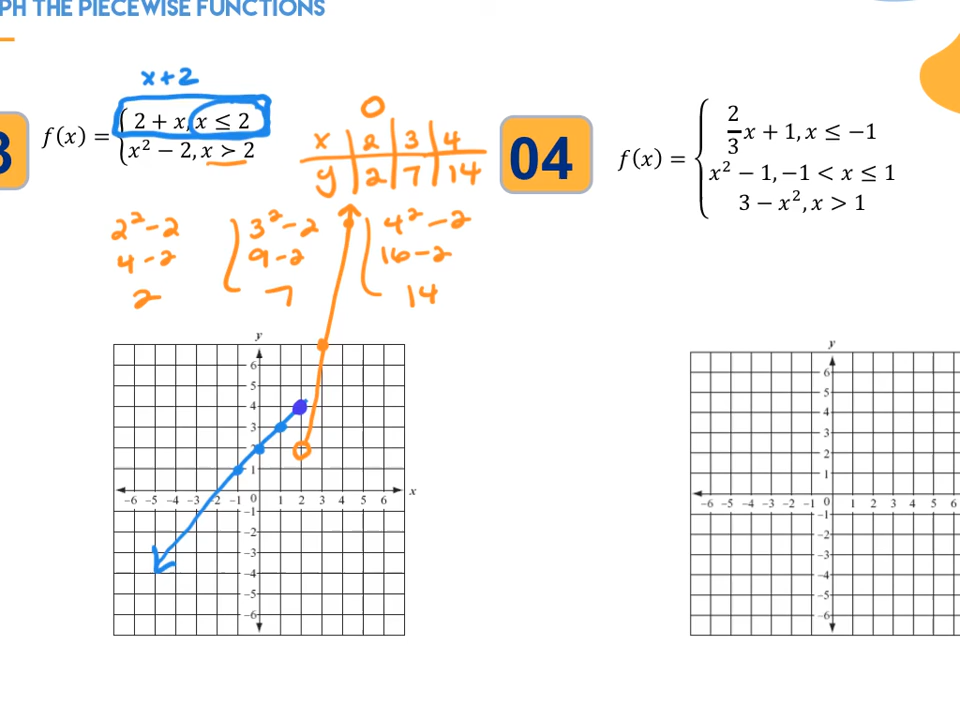 PH THE PIECEWISE FUNCTIONS
x+2
3
f(x) = { 2 + x, x ≤ 2
x² − 2, x > 2
O
x | 2 | 3 | 4
y | 2 | 7 | 14
2²-2
4-2
2
3²-2
9-2
7
4²-2
16-2
14
y
6
5
4
3
2
1
-6 -5 -4 -3 -2 -1 0 1 2 3 4 5 6 x
-1
-2
-3
-4
-5
-6
04
f(x) = { 2/3 x + 1, x ≤ −1
x² − 1, −1 < x ≤ 1
3 − x², x > 1
y
6
5
4
3
2
1
-6 -5 -4 -3 -2 -1 0 1 2 3 4 5 6
-1
-2
-3
-4
-5
-6